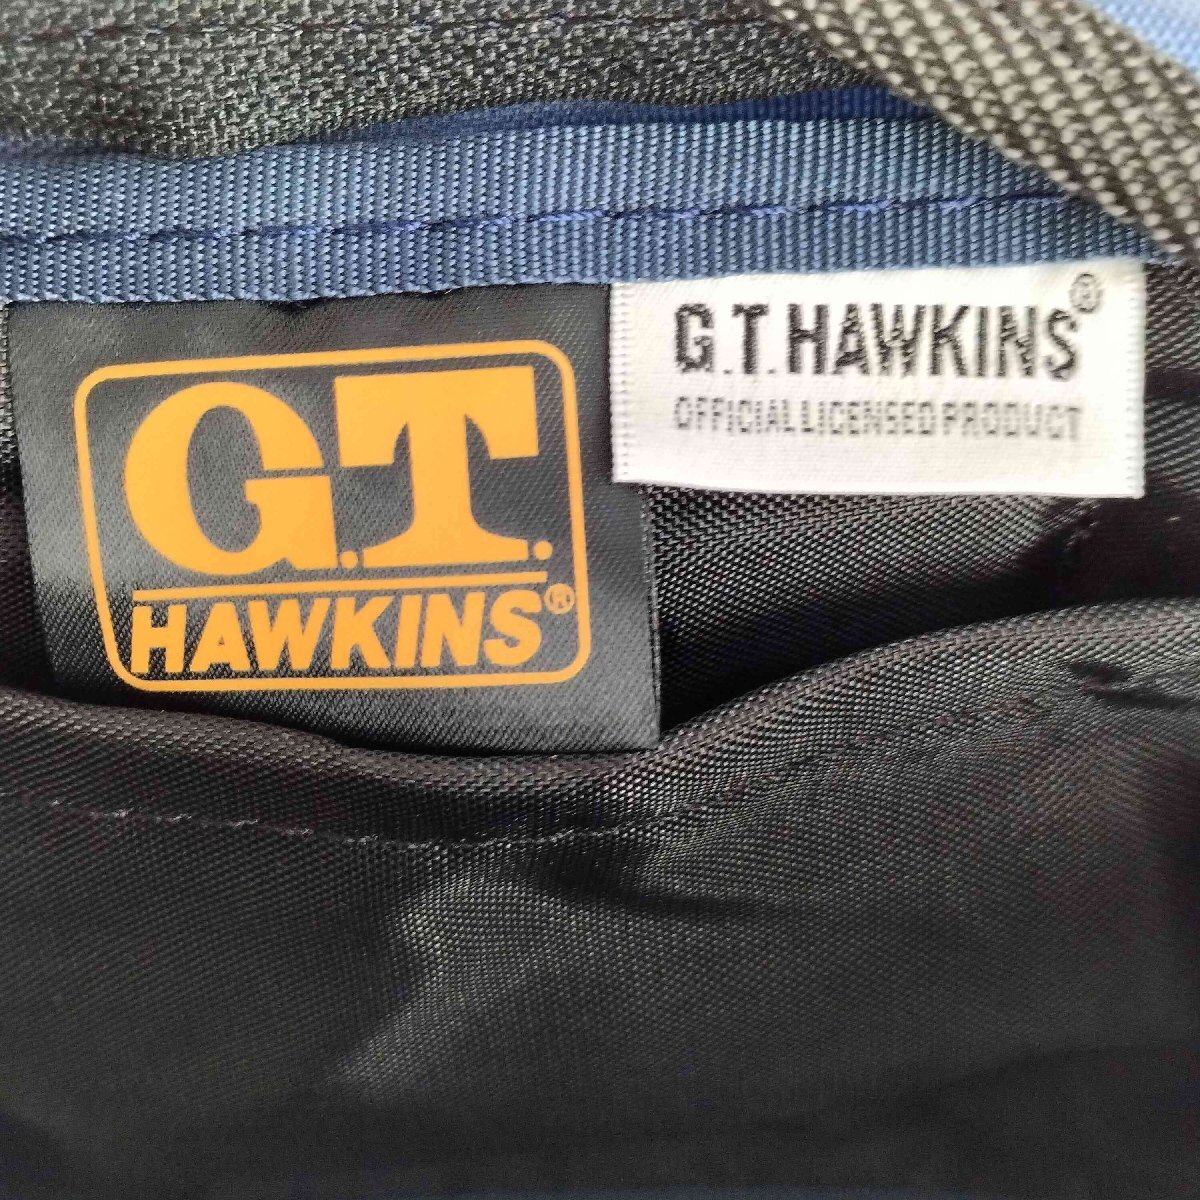 G.T.
HAWKINS®
G.T.HAWKINS®
OFFICIAL LICENSED PRODUCT